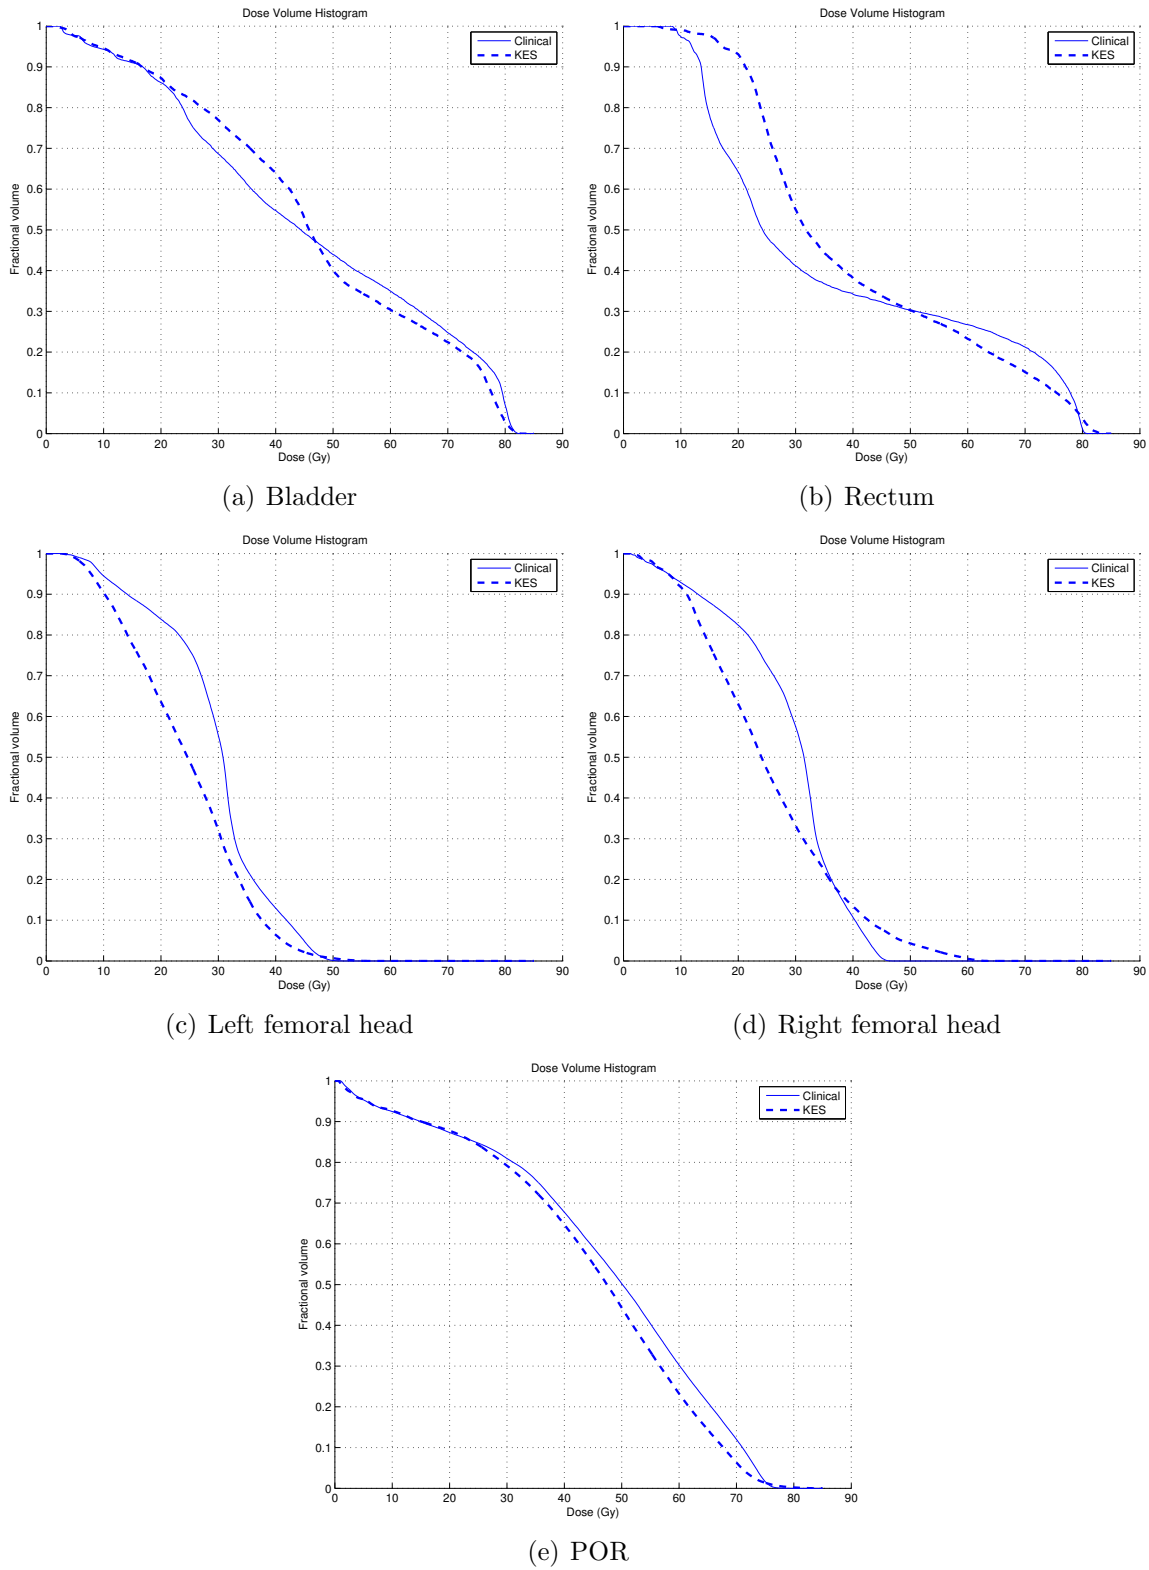 Dose Volume Histogram
Clinical
KES
Fractional volume
1
0.9
0.8
0.7
0.6
0.5
0.4
0.3
0.2
0.1
0
0 10 20 30 40 50 60 70 80 90
Dose (Gy)
(a) Bladder
Dose Volume Histogram
Clinical
KES
Fractional volume
1
0.9
0.8
0.7
0.6
0.5
0.4
0.3
0.2
0.1
0
0 10 20 30 40 50 60 70 80 90
Dose (Gy)
(b) Rectum
Dose Volume Histogram
Clinical
KES
Fractional volume
1
0.9
0.8
0.7
0.6
0.5
0.4
0.3
0.2
0.1
0
0 10 20 30 40 50 60 70 80 90
Dose (Gy)
(c) Left femoral head
Dose Volume Histogram
Clinical
KES
Fractional volume
1
0.9
0.8
0.7
0.6
0.5
0.4
0.3
0.2
0.1
0
0 10 20 30 40 50 60 70 80 90
Dose (Gy)
(d) Right femoral head
Dose Volume Histogram
Clinical
KES
Fractional volume
1
0.9
0.8
0.7
0.6
0.5
0.4
0.3
0.2
0.1
0
0 10 20 30 40 50 60 70 80 90
Dose (Gy)
(e) POR